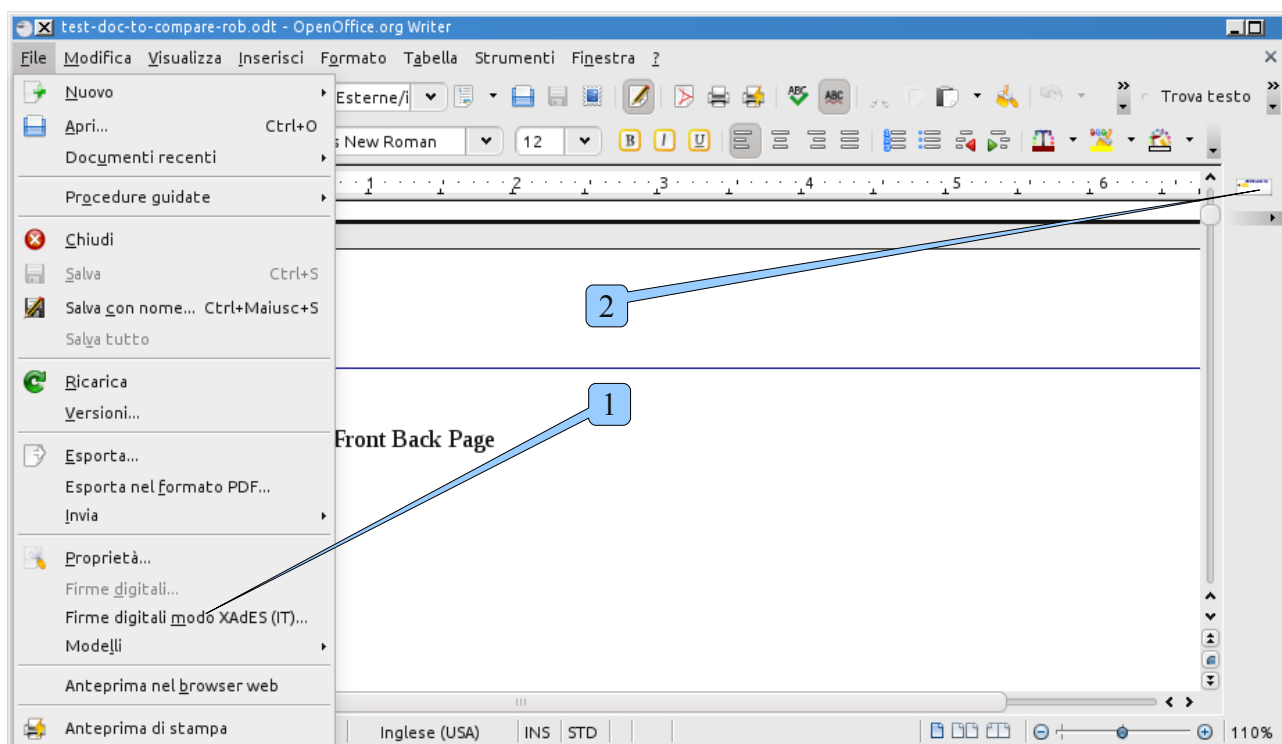 test-doc-to-compare-rob.odt - OpenOffice.org Writer
File Modifica Visualizza Inserisci Formato Tabella Strumenti Finestra ?
Nuovo
Esterne/i
ABC
ABC
Trova testo
Apri... Ctrl+O
New Roman
12
B I U
Documenti recenti
1 2 3 4 5 6
Procedure guidate
Chiudi
Salva Ctrl+S
Salva con nome... Ctrl+Maiusc+S
2
Salva tutto
Ricarica
1
Versioni...
Front Back Page
Esporta...
Esporta nel formato PDF...
Invia
Proprietà...
Firme digitali...
Firme digitali modo XAdES (IT)...
Modelli
Anteprima nel browser web
Anteprima di stampa
Inglese (USA) INS STD 110%